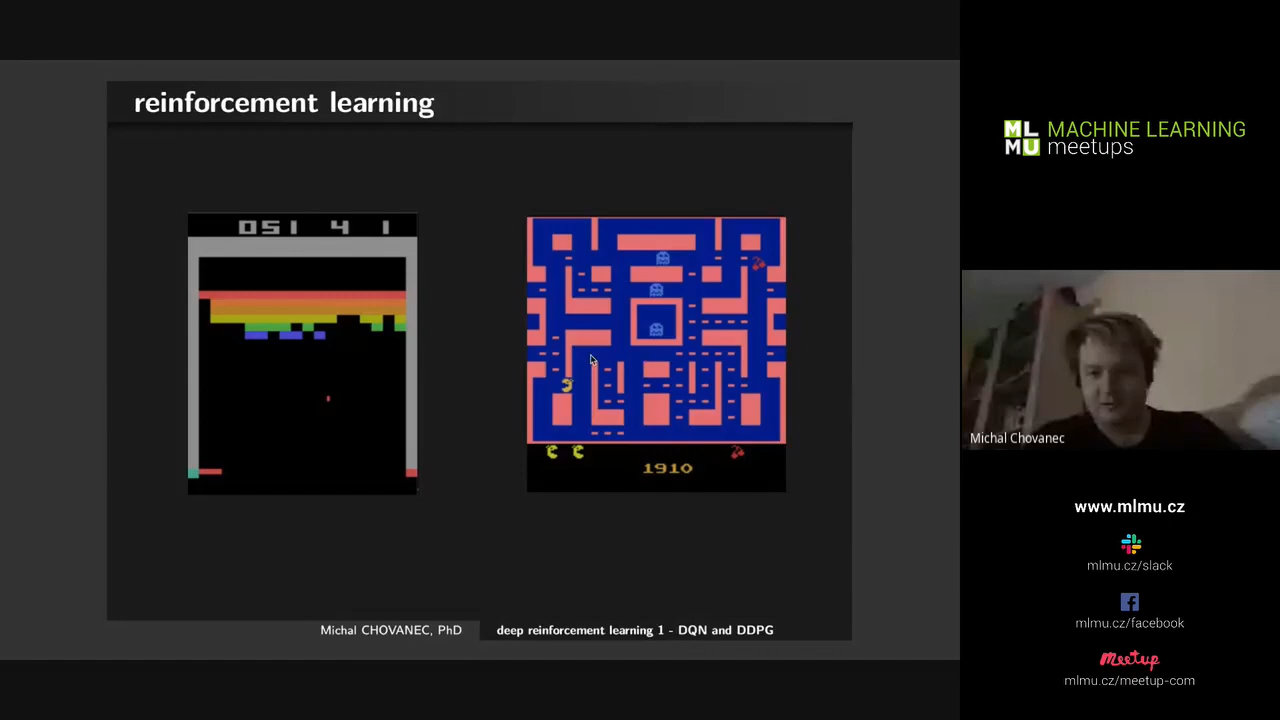 reinforcement learning
051 4 1
1910
Michal CHOVANEC, PhD
deep reinforcement learning 1 - DQN and DDPG
ML
MU
MACHINE LEARNING
meetups
Michal Chovanec
www.mlmu.cz
mlmu.cz/slack
mlmu.cz/facebook
meetup
mlmu.cz/meetup-com